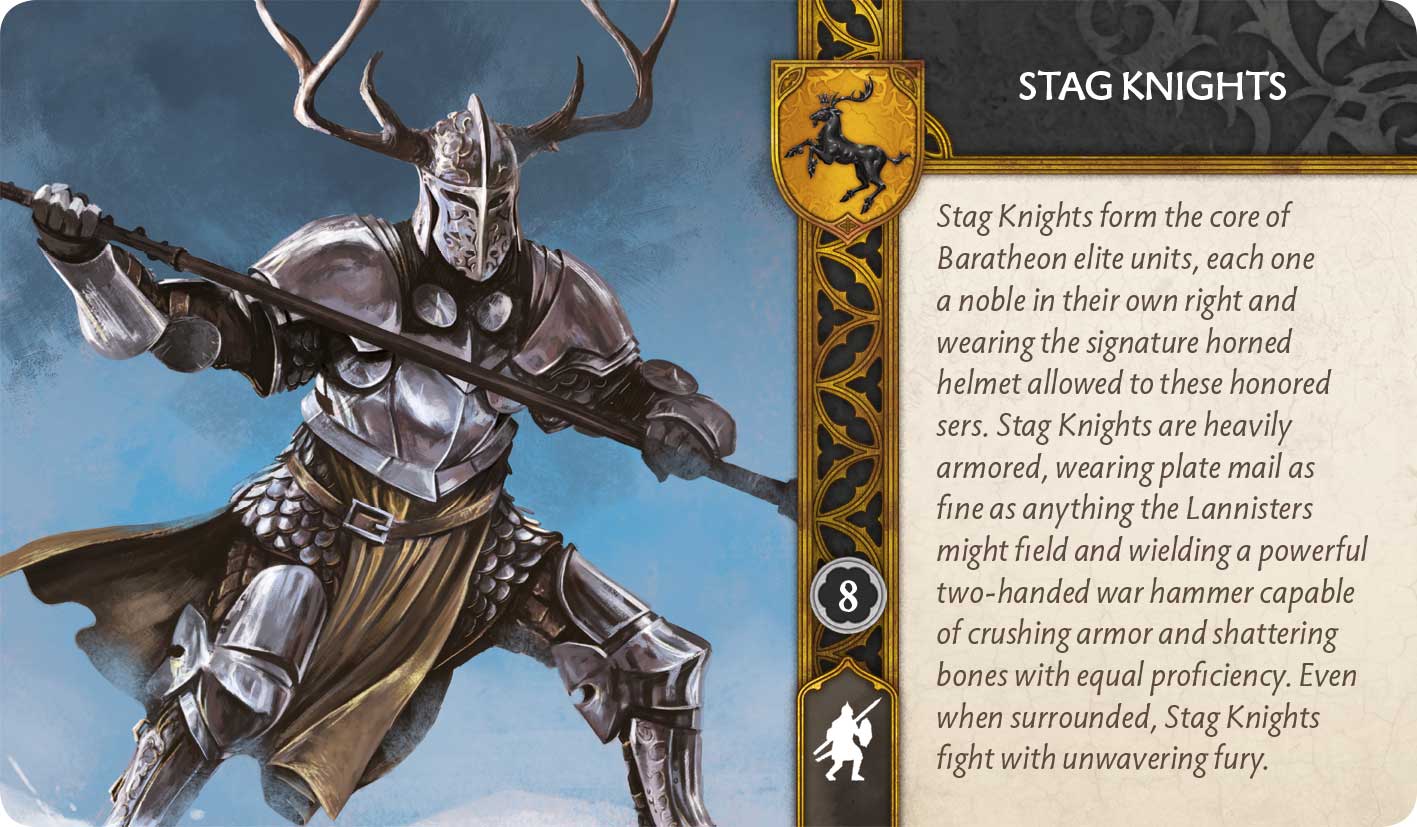 STAG KNIGHTS
Stag Knights form the core of
Baratheon elite units, each one
a noble in their own right and
wearing the signature horned
helmet allowed to these honored
sers. Stag Knights are heavily
armored, wearing plate mail as
fine as anything the Lannisters
might field and wielding a powerful
two-handed war hammer capable
of crushing armor and shattering
bones with equal proficiency. Even
when surrounded, Stag Knights
fight with unwavering fury.
8